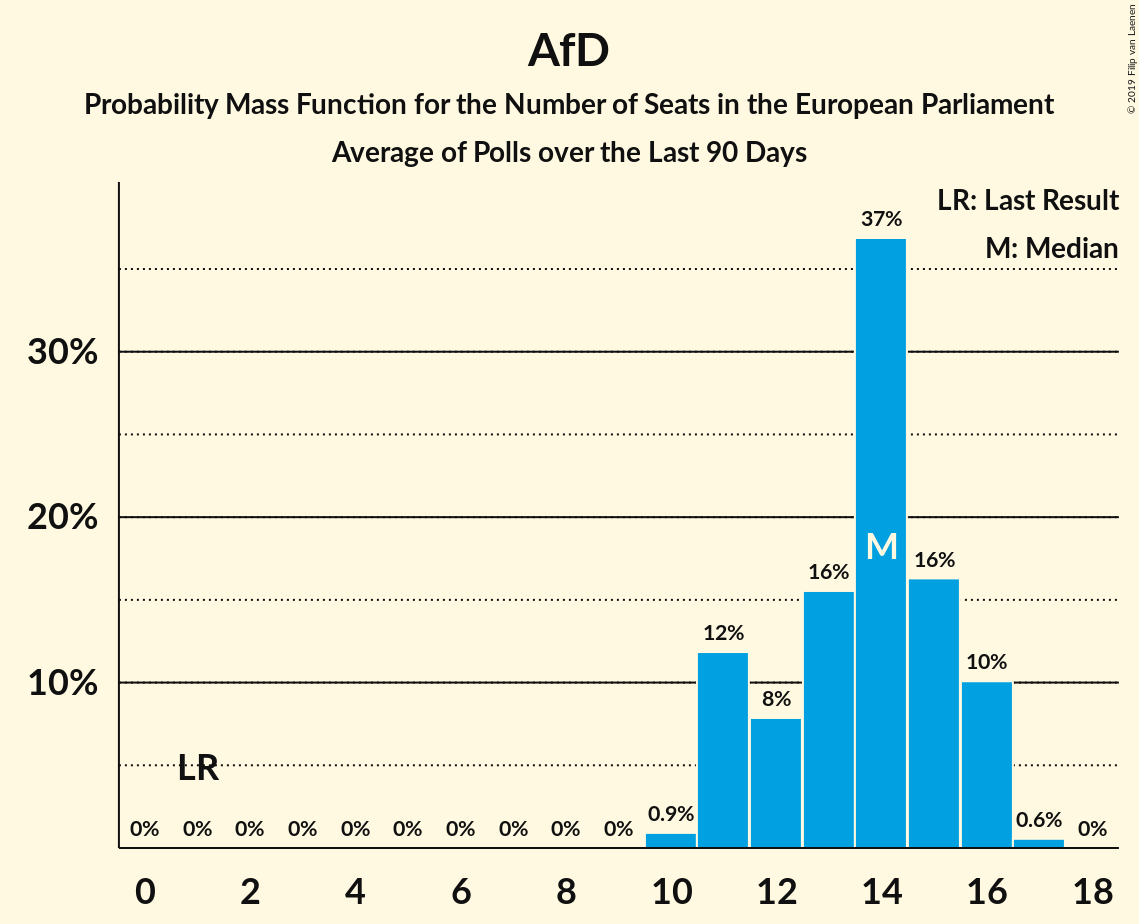 AfD
Probability Mass Function for the Number of Seats in the European Parliament
Average of Polls over the Last 90 Days
© 2019 Filip van Laenen
LR: Last Result
M: Median
37%
30%
20%
M
16%
16%
12%
10%
10%
8%
LR
0%
0%
0%
0%
0%
0%
0%
0%
0%
0%
0.9%
0.6%
0%
0 2 4 6 8 10 12 14 16 18